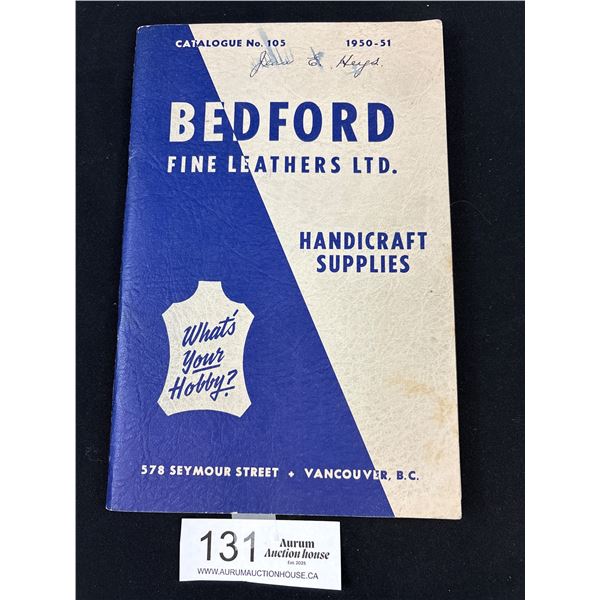 CATALOGUE No. 105 1950-51
E. Heys.
BEDFORD
FINE LEATHERS LTD.
HANDICRAFT
SUPPLIES
What's
Your
Hobby?
578 SEYMOUR STREET + VANCOUVER, B.C.
131 Aurum
Auction house
Est. 2025
WWW.AURUMAUCTIONHOUSE.CA